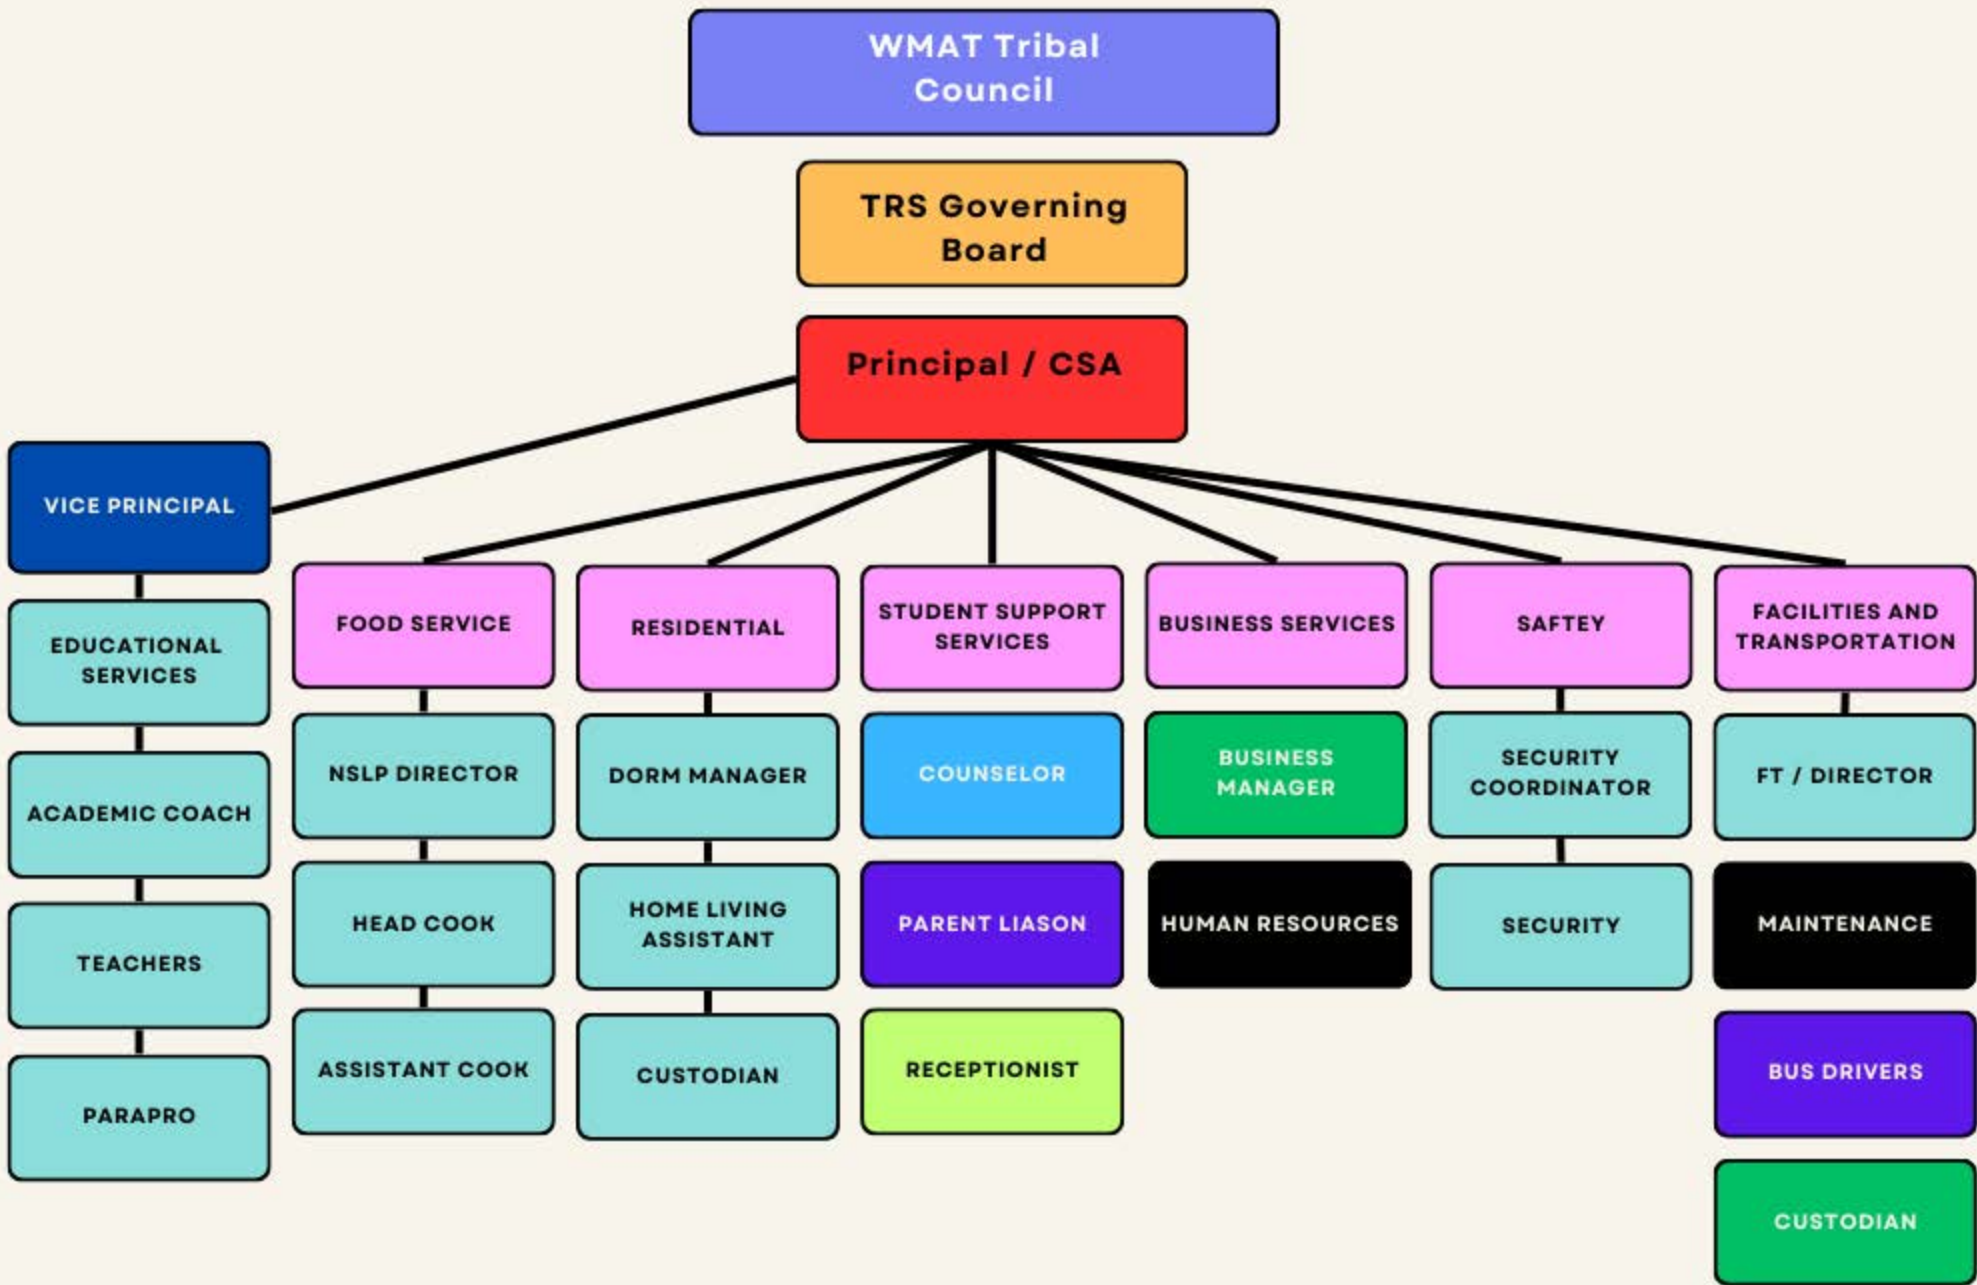 WMAT Tribal
Council
TRS Governing
Board
Principal / CSA
VICE PRINCIPAL
EDUCATIONAL
SERVICES
ACADEMIC COACH
TEACHERS
PARAPRO
FOOD SERVICE
NSLP DIRECTOR
HEAD COOK
ASSISTANT COOK
RESIDENTIAL
DORM MANAGER
HOME LIVING
ASSISTANT
CUSTODIAN
STUDENT SUPPORT
SERVICES
COUNSELOR
PARENT LIASON
RECEPTIONIST
BUSINESS SERVICES
BUSINESS
MANAGER
HUMAN RESOURCES
SAFTEY
SECURITY
COORDINATOR
SECURITY
FACILITIES AND
TRANSPORTATION
FT / DIRECTOR
MAINTENANCE
BUS DRIVERS
CUSTODIAN